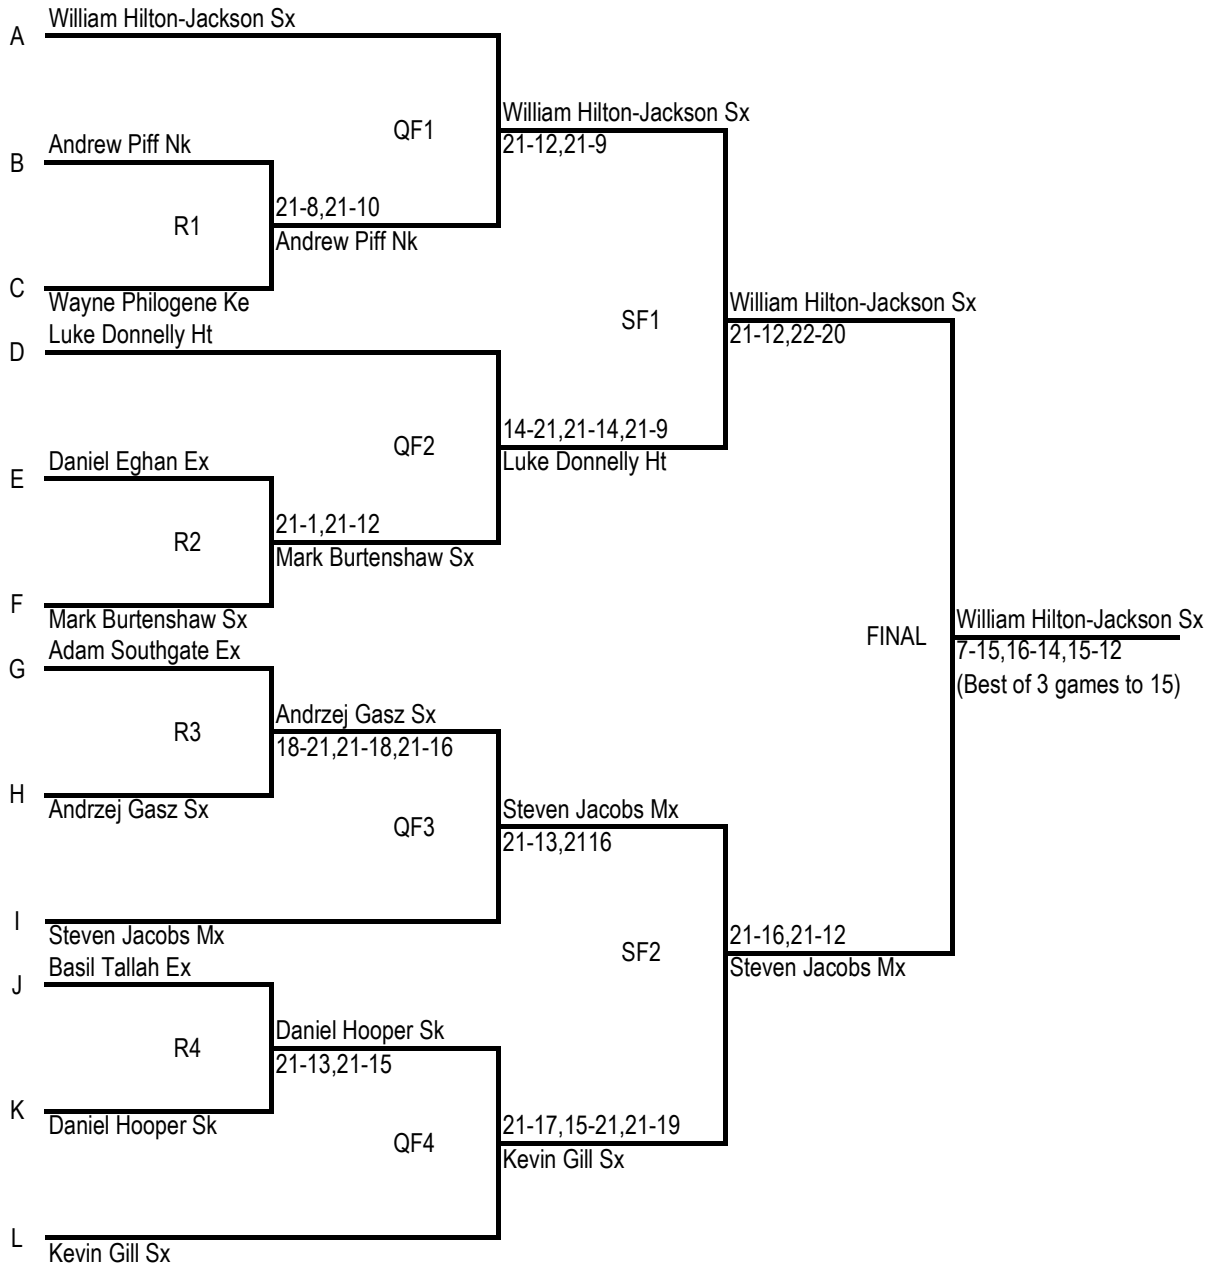 William Hilton-Jackson Sx
A
William Hilton-Jackson Sx
QF1
21-12,21-9
Andrew Piff Nk
B
21-8,21-10
R1
Andrew Piff Nk
C
Wayne Philogene Ke
William Hilton-Jackson Sx
SF1
21-12,22-20
Luke Donnelly Ht
D
14-21,21-14,21-9
QF2
Luke Donnelly Ht
Daniel Eghan Ex
E
21-1,21-12
R2
Mark Burtenshaw Sx
F
Mark Burtenshaw Sx
William Hilton-Jackson Sx
FINAL
7-15,16-14,15-12
(Best of 3 games to 15)
Adam Southgate Ex
G
Andrzej Gasz Sx
R3
18-21,21-18,21-16
H
Andrzej Gasz Sx
Steven Jacobs Mx
QF3
21-13,2116
I
Steven Jacobs Mx
21-16,21-12
SF2
Steven Jacobs Mx
Basil Tallah Ex
J
Daniel Hooper Sk
R4
21-13,21-15
K
Daniel Hooper Sk
21-17,15-21,21-19
QF4
Kevin Gill Sx
L
Kevin Gill Sx